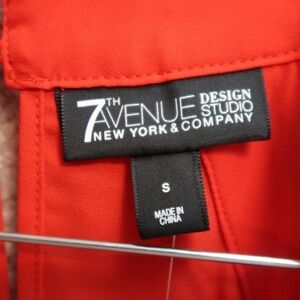 7TH AVENUE DESIGN STUDIO
NEW YORK & COMPANY
S
MADE IN
CHINA